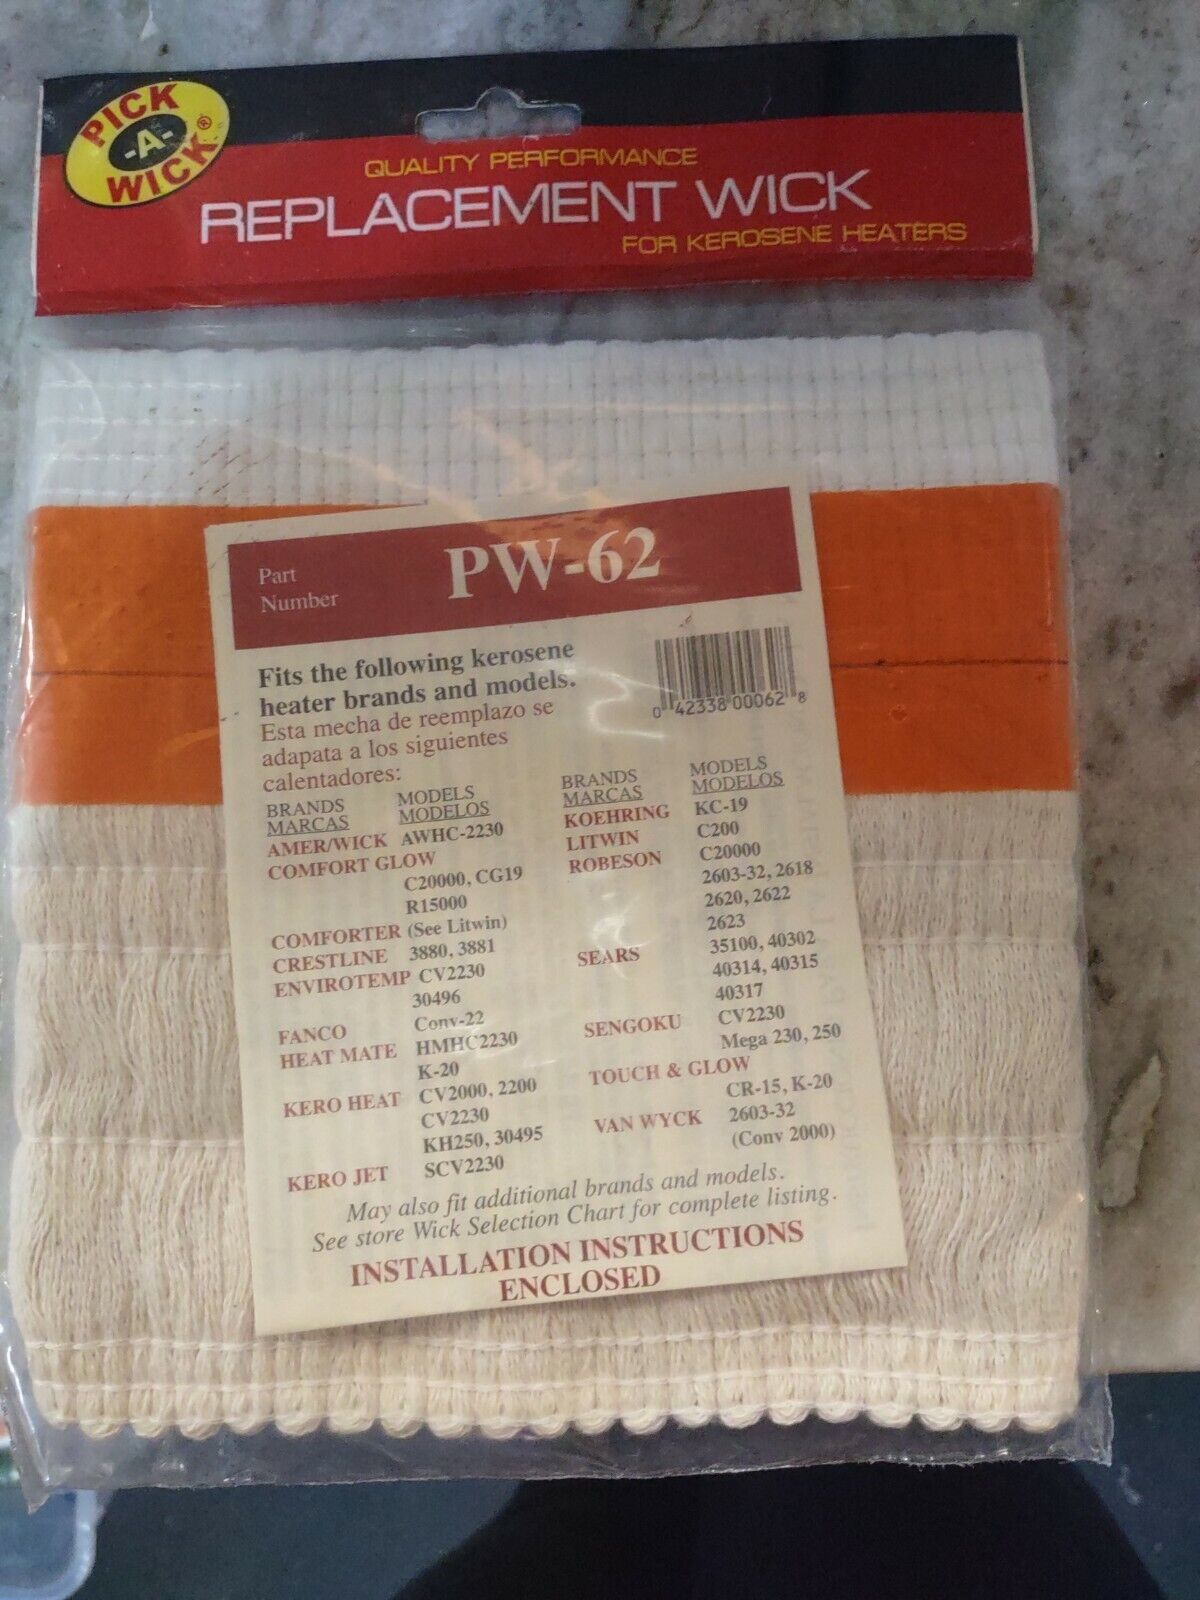 PICK
-A-
WICK®
QUALITY PERFORMANCE
REPLACEMENT WICK
FOR KEROSENE HEATERS
Part
Number
PW-62
Fits the following kerosene
heater brands and models.
Esta mecha de reemplazo se
adapata a los siguientes
calentadores:
0 42338 00062 8
BRANDS MODELS
MARCAS MODELOS
AMER/WICK AWHC-2230
COMFORT GLOW
C20000, CG19
R15000
COMFORTER (See Litwin)
CRESTLINE 3880, 3881
ENVIROTEMP CV2230
30496
FANCO Conv-22
HEAT MATE HMHC2230
K-20
KERO HEAT CV2000, 2200
CV2230
KH250, 30495
KERO JET SCV2230
BRANDS MODELS
MARCAS MODELOS
KOEHRING KC-19
LITWIN C200
ROBESON C20000
2603-32, 2618
2620, 2622
2623
SEARS 35100, 40302
40314, 40315
40317
SENGOKU CV2230
Mega 230, 250
TOUCH & GLOW
CR-15, K-20
VAN WYCK 2603-32
(Conv 2000)
May also fit additional brands and models.
See store Wick Selection Chart for complete listing.
INSTALLATION INSTRUCTIONS
ENCLOSED